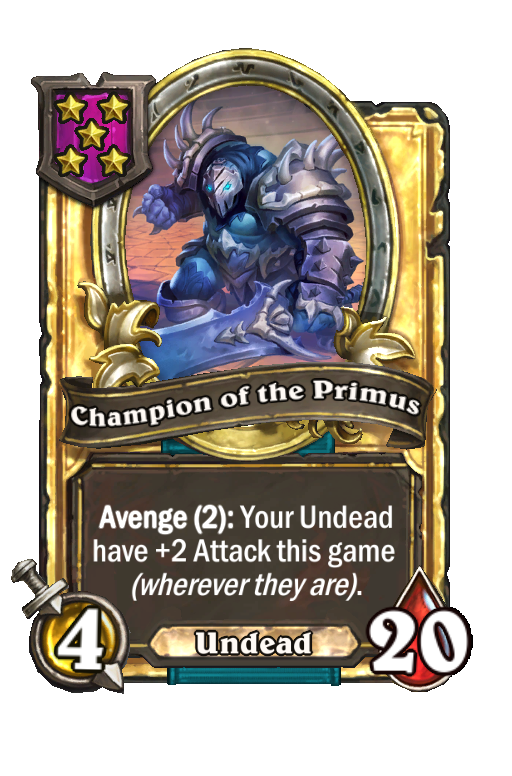 Champion of the Primus
Avenge (2): Your Undead
have +2 Attack this game
(wherever they are).
4
Undead
20